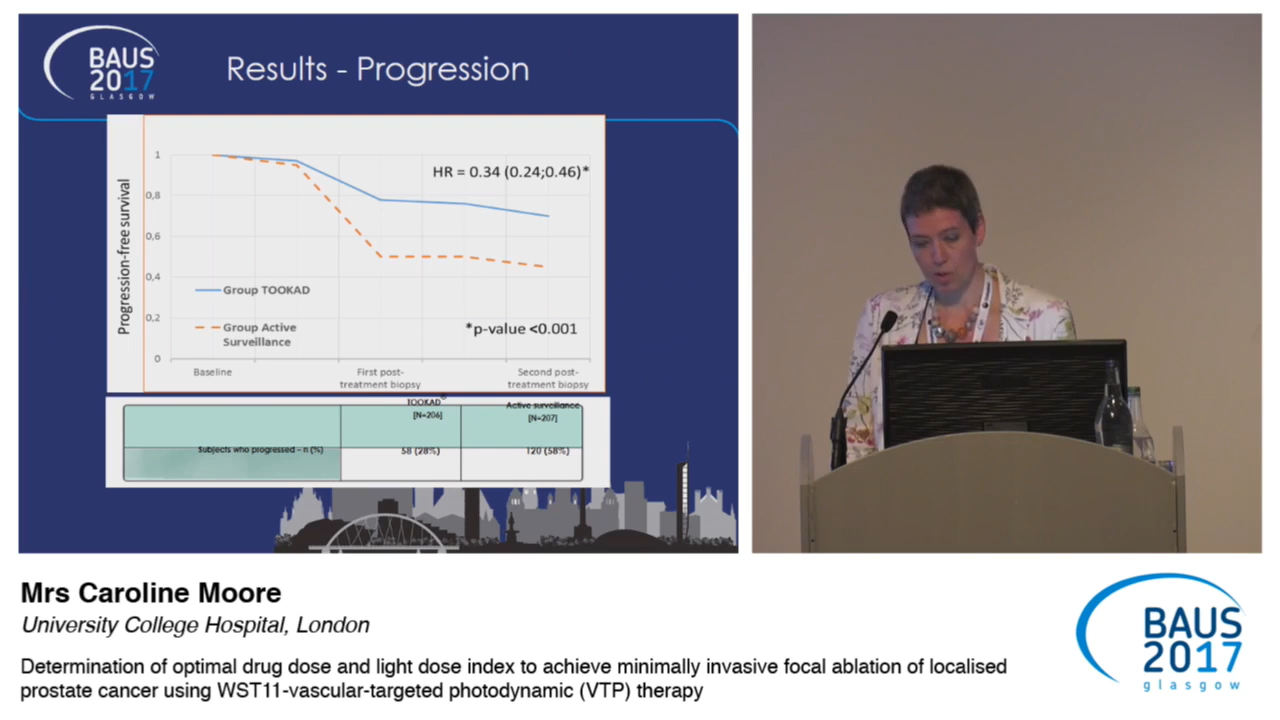 BAUS
2017
GLASGOW
Results - Progression
Progression-free survival
1
0,8
0,6
0,4
0,2
0
HR = 0.34 (0.24;0.46)*
Group TOOKAD
Group Active
Surveillance
*p-value <0.001
Baseline
First post-
treatment biopsy
Second post-
treatment biopsy
TOOKAD®
[N=206]
Active surveillance
[N=207]
Subjects who progressed – n (%)
58 (28%)
120 (58%)
Mrs Caroline Moore
University College Hospital, London
Determination of optimal drug dose and light dose index to achieve minimally invasive focal ablation of localised
prostate cancer using WST11-vascular-targeted photodynamic (VTP) therapy
BAUS
2017
glasgow